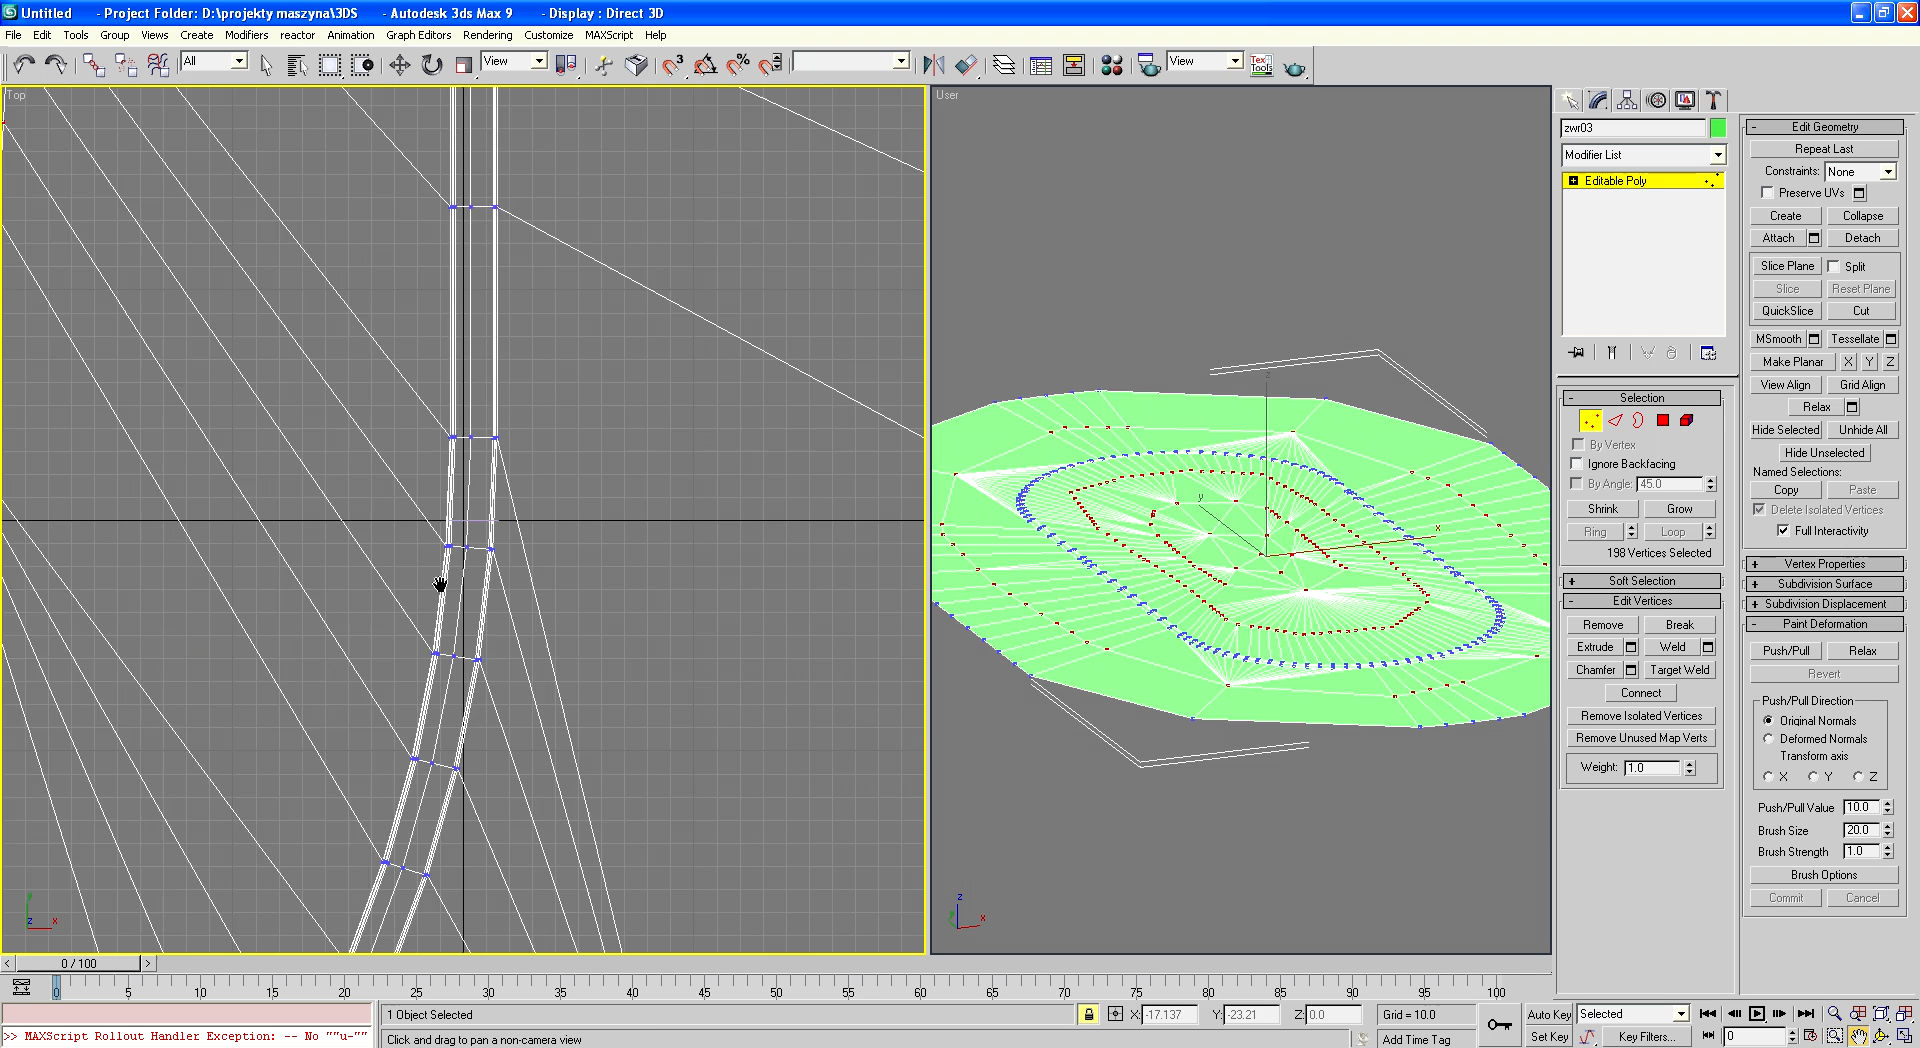 Untitled - Project Folder: D:\projekty maszyna\3DS - Autodesk 3ds Max 9 - Display : Direct 3D
File Edit Tools Group Views Create Modifiers reactor Animation Graph Editors Rendering Customize MAXScript Help
All View View Tex Tools
Top
User
zwr03
Modifier List
Editable Poly
Selection
By Vertex
Ignore Backfacing
By Angle: 45.0
Shrink Grow
Ring Loop
198 Vertices Selected
Soft Selection
Edit Vertices
Remove Break
Extrude Weld
Chamfer Target Weld
Connect
Remove Isolated Vertices
Remove Unused Map Verts
Weight: 1.0
Edit Geometry
Repeat Last
Constraints: None
Preserve UVs
Create Collapse
Attach Detach
Slice Plane Split
Slice Reset Plane
QuickSlice Cut
MSmooth Tessellate
Make Planar X Y Z
View Align Grid Align
Relax
Hide Selected Unhide All
Hide Unselected
Named Selections:
Copy Paste
Delete Isolated Vertices
Full Interactivity
Vertex Properties
Subdivision Surface
Subdivision Displacement
Paint Deformation
Push/Pull Relax
Revert
Push/Pull Direction
Original Normals
Deformed Normals
Transform axis
X Y Z
Push/Pull Value 10.0
Brush Size 20.0
Brush Strength 1.0
Brush Options
Commit Cancel
z
y
x
y
z x
z
x
0 / 100
0 5 10 15 20 25 30 35 40 45 50 55 60 65 70 75 80 85 90 95 100
1 Object Selected X: -17.137 Y: -23.21 Z: 0.0 Grid = 10.0 Auto Key Selected
>> MAXScript Rollout Handler Exception: -- No ""u-""
Click and drag to pan a non-camera view Add Time Tag Set Key Key Filters... 0